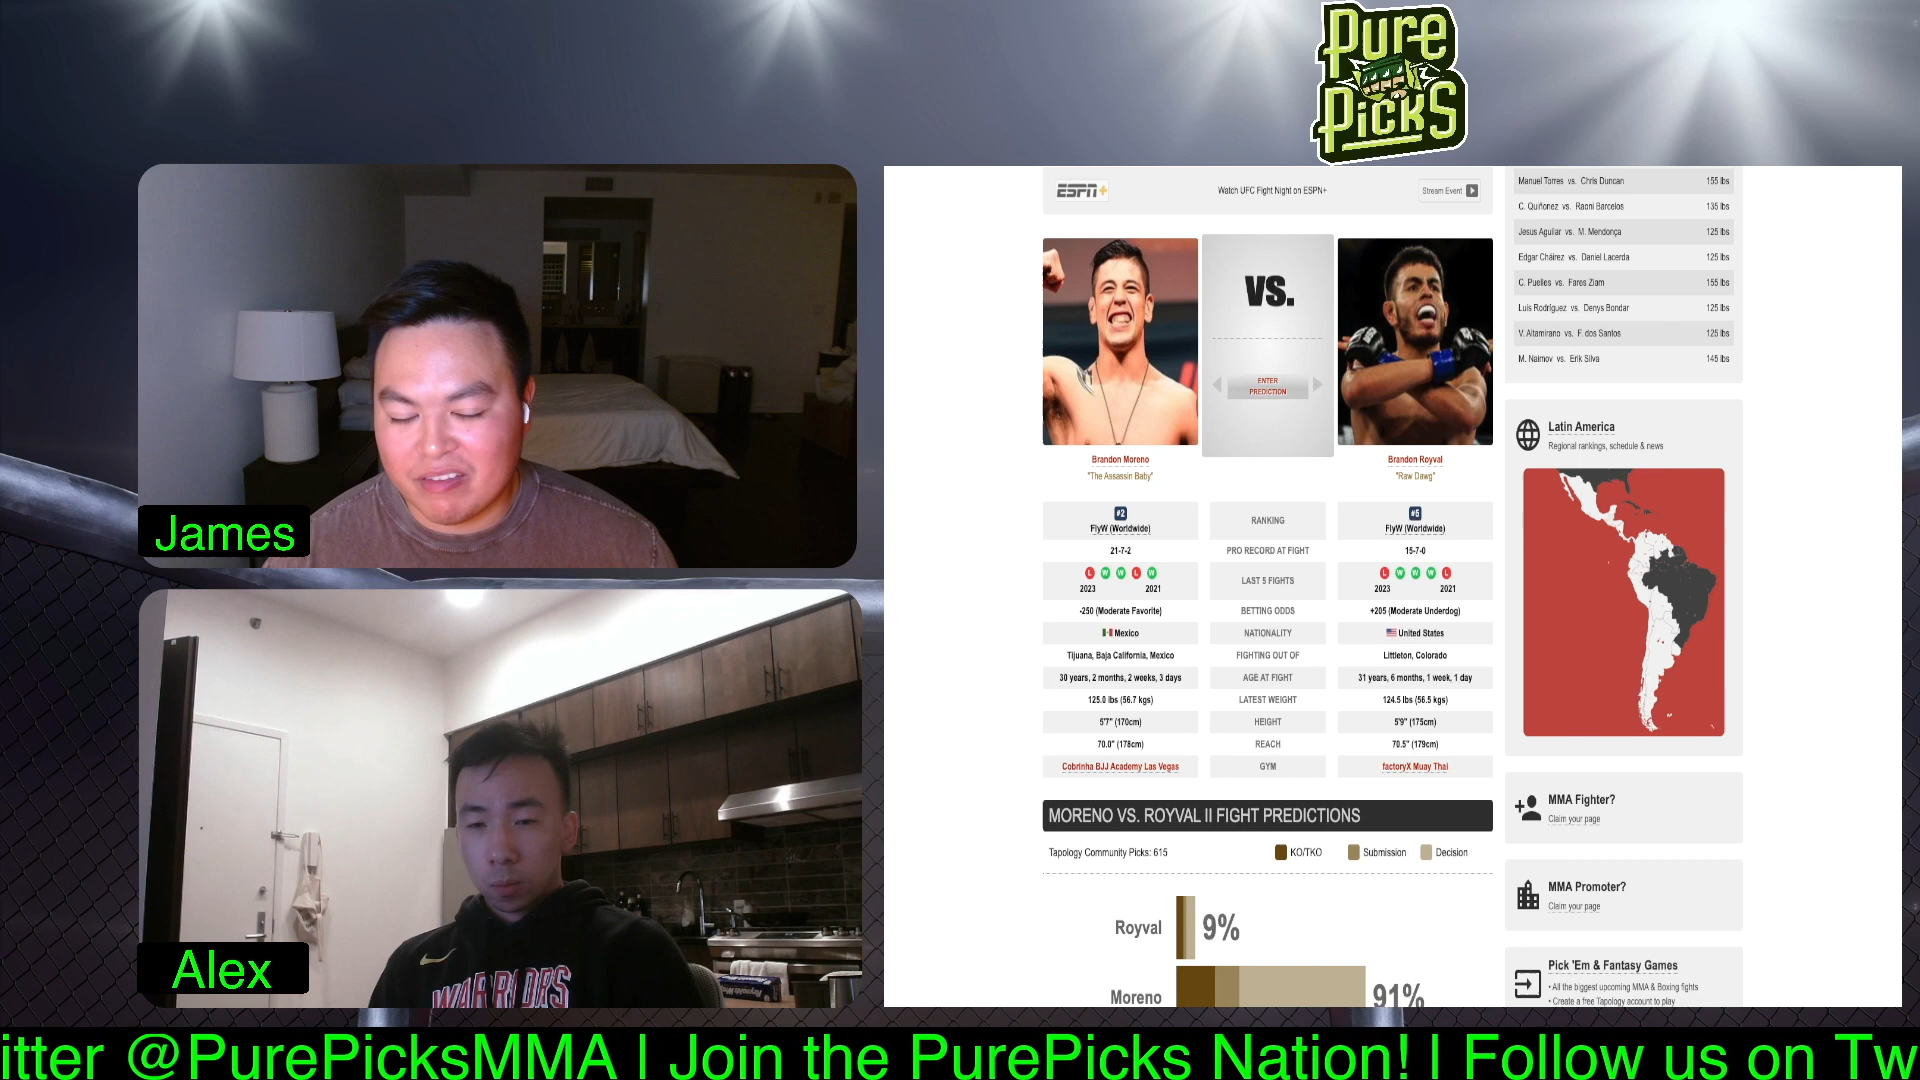 Pure
Picks
James
Alex
ESPN+
Watch UFC Fight Night on ESPN+
Stream Event
VS.
ENTER
PREDICTION
Brandon Moreno
"The Assassin Baby"
Brandon Royval
"Raw Dawg"
#2
FlyW (Worldwide)
RANKING
#5
FlyW (Worldwide)
21-7-2
PRO RECORD AT FIGHT
15-7-0
L W W L W
2023 2021
LAST 5 FIGHTS
L W W W L
2023 2021
-250 (Moderate Favorite)
BETTING ODDS
+205 (Moderate Underdog)
Mexico
NATIONALITY
United States
Tijuana, Baja California, Mexico
FIGHTING OUT OF
Littleton, Colorado
30 years, 2 months, 2 weeks, 3 days
AGE AT FIGHT
31 years, 6 months, 1 week, 1 day
125.0 lbs (56.7 kgs)
LATEST WEIGHT
124.5 lbs (56.5 kgs)
5'7" (170cm)
HEIGHT
5'9" (175cm)
70.0" (178cm)
REACH
70.5" (179cm)
Cobrinha BJJ Academy Las Vegas
GYM
factoryX Muay Thai
MORENO VS. ROYVAL II FIGHT PREDICTIONS
Tapology Community Picks: 615
KO/TKO Submission Decision
Royval 9%
Moreno 91%
Manuel Torres vs. Chris Duncan 155 lbs
C. Quiñonez vs. Raoni Barcelos 135 lbs
Jesus Aguilar vs. M. Mendonça 125 lbs
Edgar Cháirez vs. Daniel Lacerda 125 lbs
C. Puelles vs. Fares Ziam 155 lbs
Luis Rodríguez vs. Denys Bondar 125 lbs
V. Altamirano vs. F. dos Santos 125 lbs
M. Naimov vs. Erik Silva 145 lbs
Latin America
Regional rankings, schedule & news
MMA Fighter?
Claim your page
MMA Promoter?
Claim your page
Pick 'Em & Fantasy Games
• All the biggest upcoming MMA & Boxing fights
• Create a free Tapology account to play
WARRIORS
itter @PurePicksMMA | Join the PurePicks Nation! | Follow us on Tw